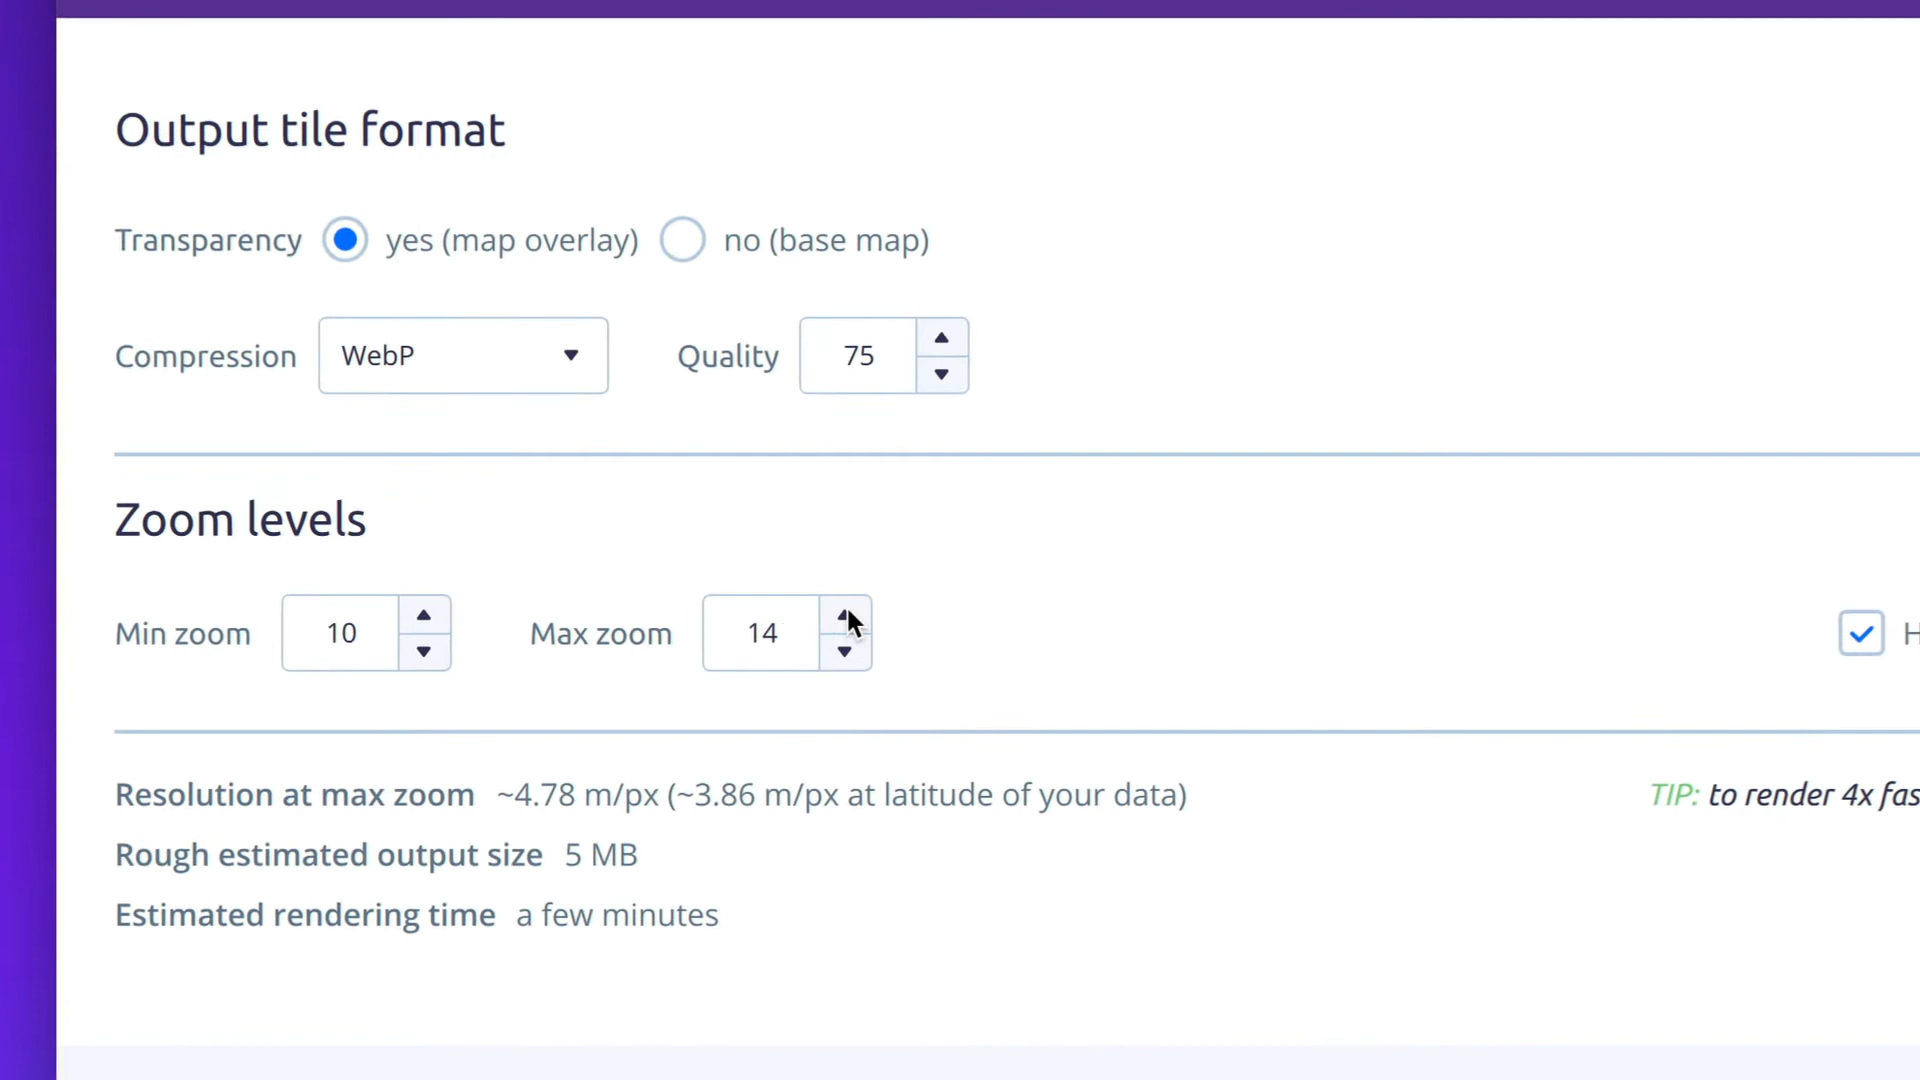 Output tile format
Transparency yes (map overlay) no (base map)
Compression WebP Quality 75
Zoom levels
Min zoom 10 Max zoom 14 H
Resolution at max zoom ~4.78 m/px (~3.86 m/px at latitude of your data) TIP: to render 4x fas
Rough estimated output size 5 MB
Estimated rendering time a few minutes